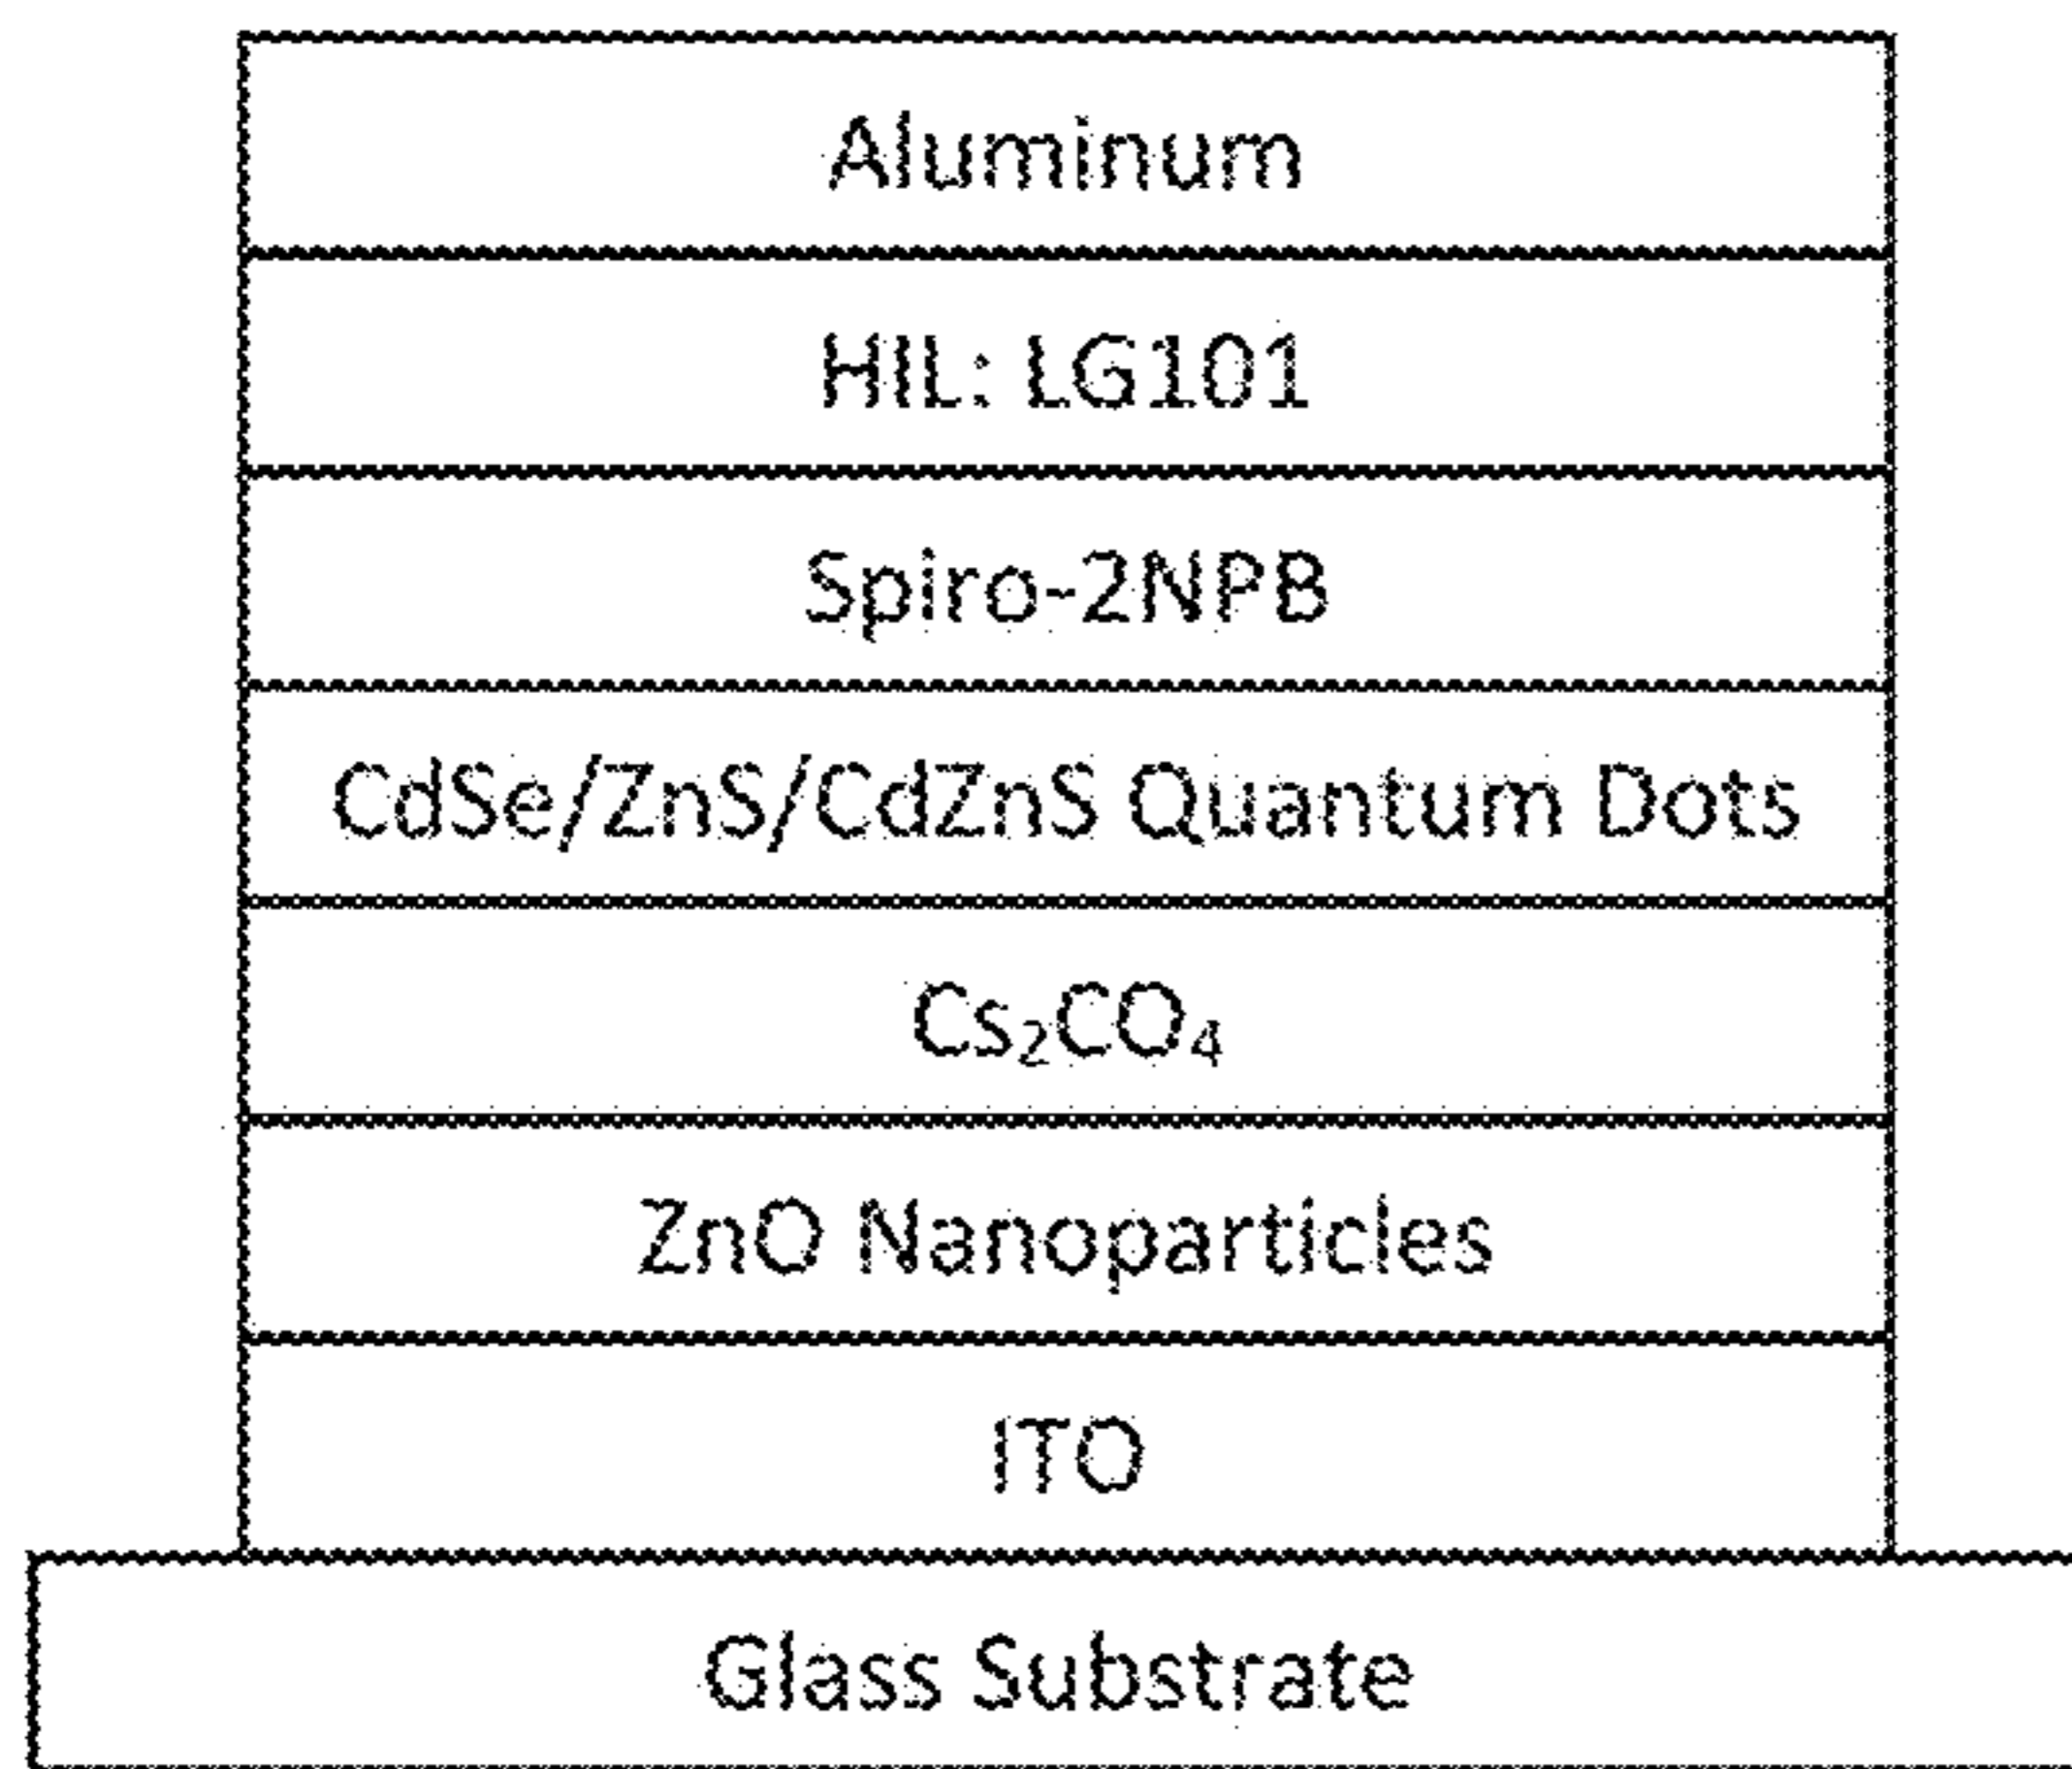 Aluminum
HIL: LG101
Spiro-2NPB
CdSe/ZnS/CdZnS Quantum Dots
Cs₂CO₄
ZnO Nanoparticles
ITO
Glass Substrate